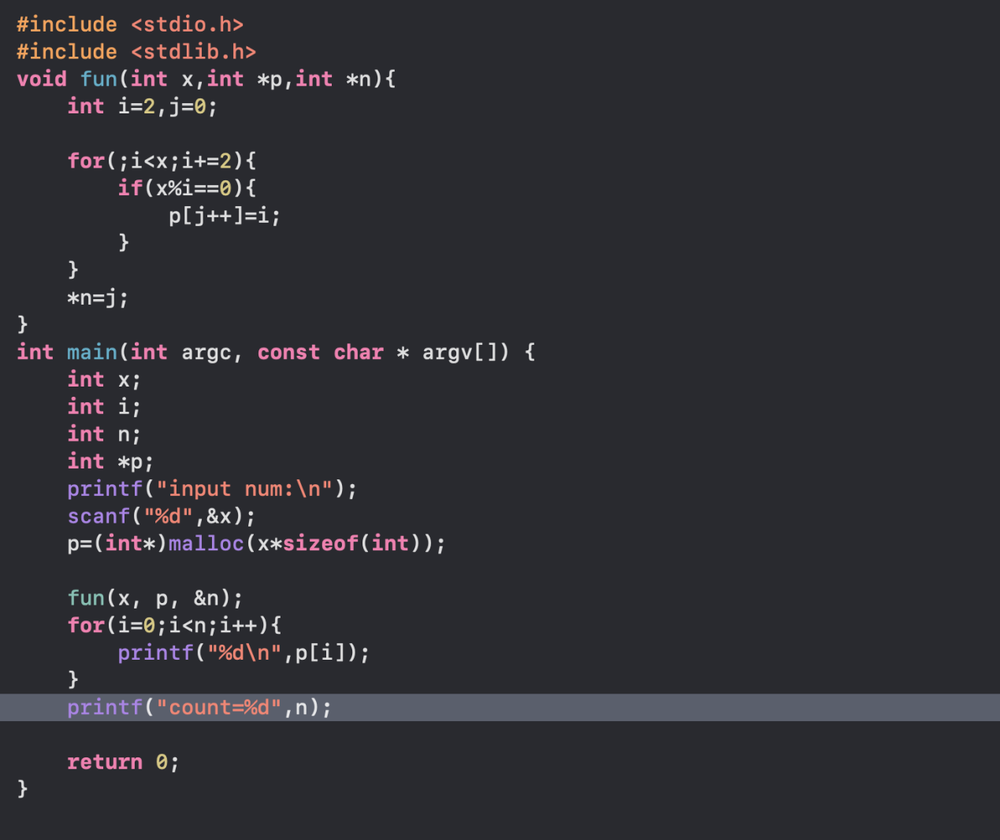 #include <stdio.h>
#include <stdlib.h>
void fun(int x,int *p,int *n){
    int i=2,j=0;

    for(;i<x;i+=2){
        if(x%i==0){
            p[j++]=i;
        }
    }
    *n=j;
}
int main(int argc, const char * argv[]) {
    int x;
    int i;
    int n;
    int *p;
    printf("input num:\n");
    scanf("%d",&x);
    p=(int*)malloc(x*sizeof(int));

    fun(x, p, &n);
    for(i=0;i<n;i++){
        printf("%d\n",p[i]);
    }
    printf("count=%d",n);

    return 0;
}